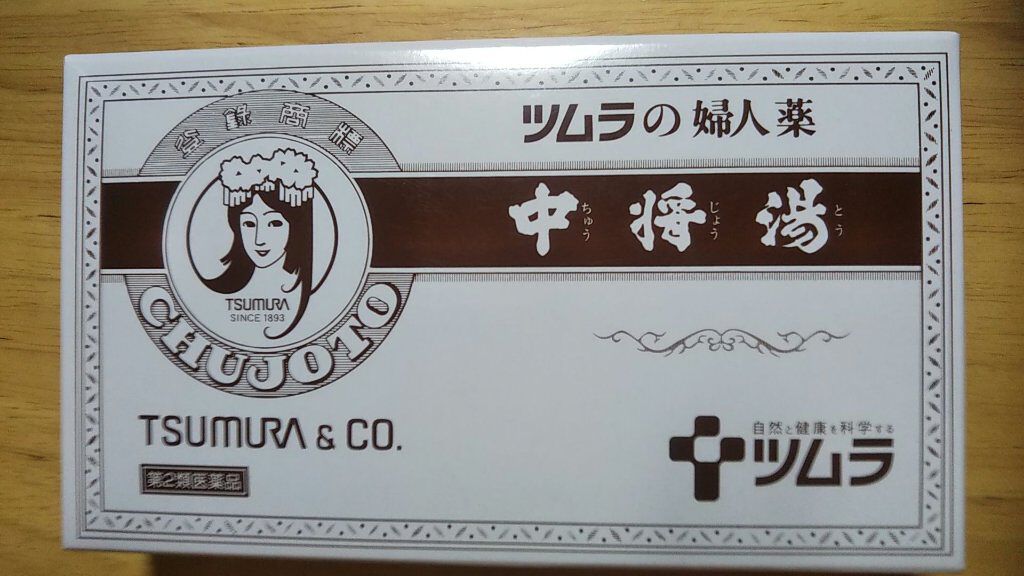 登録商標
TSUMURA
SINCE 1893
CHUJOTO
TSUMURA & CO.
第2類医薬品
ツムラの婦人薬
中将湯
ちゅう じょう とう
自然と健康を科学する
ツムラ